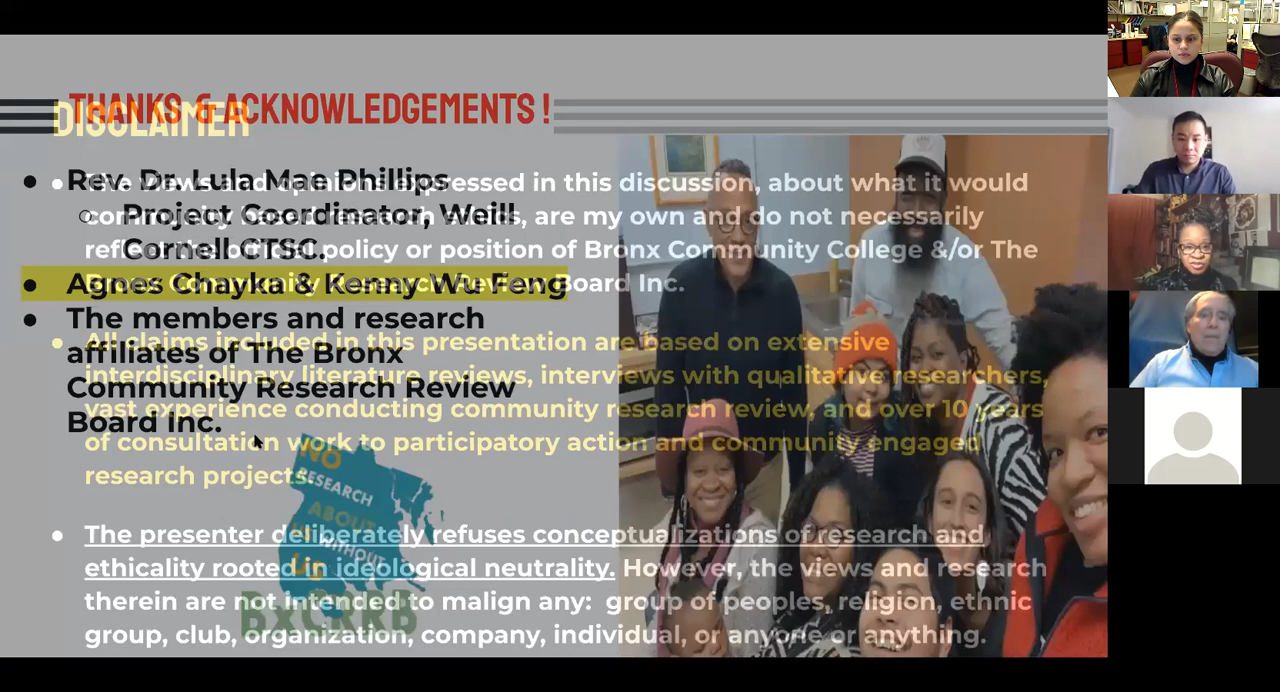 THANKS & ACKNOWLEDGEMENTS !
Rev. Dr. Lula Mae Phillips
Project Coordinator, Weill
Cornell CTSC.
Agnes Chayka & Kenny Wu Feng
The members and research
affiliates of The Bronx
Community Research Review
Board Inc.
NO
RESEARCH
ABOUT
US
WITHOUT
US
BXCRRB
DISCLAIMER
The views and opinions expressed in this discussion, about what it would
are my own and do not necessarily
reflect the official policy or position of Bronx Community College &/or The
Bronx Community Research Review Board Inc.
All claims included in this presentation are based on extensive
interdisciplinary literature reviews, interviews with qualitative researchers,
vast experience conducting community research review, and over 10 years
of consultation work to participatory action and community engaged
research projects.
The presenter deliberately refuses conceptualizations of research and
ethicality rooted in ideological neutrality. However, the views and research
therein are not intended to malign any: group of peoples, religion, ethnic
group, club, organization, company, individual, or anyone or anything.